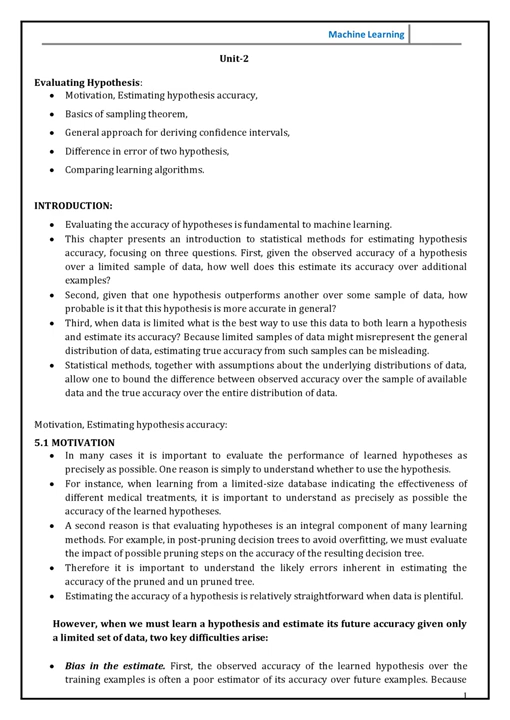 Machine Learning
Unit-2
Evaluating Hypothesis:
• Motivation, Estimating hypothesis accuracy,
• Basics of sampling theorem,
• General approach for deriving confidence intervals,
• Difference in error of two hypothesis,
• Comparing learning algorithms.
INTRODUCTION:
• Evaluating the accuracy of hypotheses is fundamental to machine learning.
• This chapter presents an introduction to statistical methods for estimating hypothesis
accuracy, focusing on three questions. First, given the observed accuracy of a hypothesis
over a limited sample of data, how well does this estimate its accuracy over additional
examples?
• Second, given that one hypothesis outperforms another over some sample of data, how
probable is it that this hypothesis is more accurate in general?
• Third, when data is limited what is the best way to use this data to both learn a hypothesis
and estimate its accuracy? Because limited samples of data might misrepresent the general
distribution of data, estimating true accuracy from such samples can be misleading.
• Statistical methods, together with assumptions about the underlying distributions of data,
allow one to bound the difference between observed accuracy over the sample of available
data and the true accuracy over the entire distribution of data.
Motivation, Estimating hypothesis accuracy:
5.1 MOTIVATION
• In many cases it is important to evaluate the performance of learned hypotheses as
precisely as possible. One reason is simply to understand whether to use the hypothesis.
• For instance, when learning from a limited-size database indicating the effectiveness of
different medical treatments, it is important to understand as precisely as possible the
accuracy of the learned hypotheses.
• A second reason is that evaluating hypotheses is an integral component of many learning
methods. For example, in post-pruning decision trees to avoid overfitting, we must evaluate
the impact of possible pruning steps on the accuracy of the resulting decision tree.
• Therefore it is important to understand the likely errors inherent in estimating the
accuracy of the pruned and un pruned tree.
• Estimating the accuracy of a hypothesis is relatively straightforward when data is plentiful.
However, when we must learn a hypothesis and estimate its future accuracy given only
a limited set of data, two key difficulties arise:
• Bias in the estimate. First, the observed accuracy of the learned hypothesis over the
training examples is often a poor estimator of its accuracy over future examples. Because
1